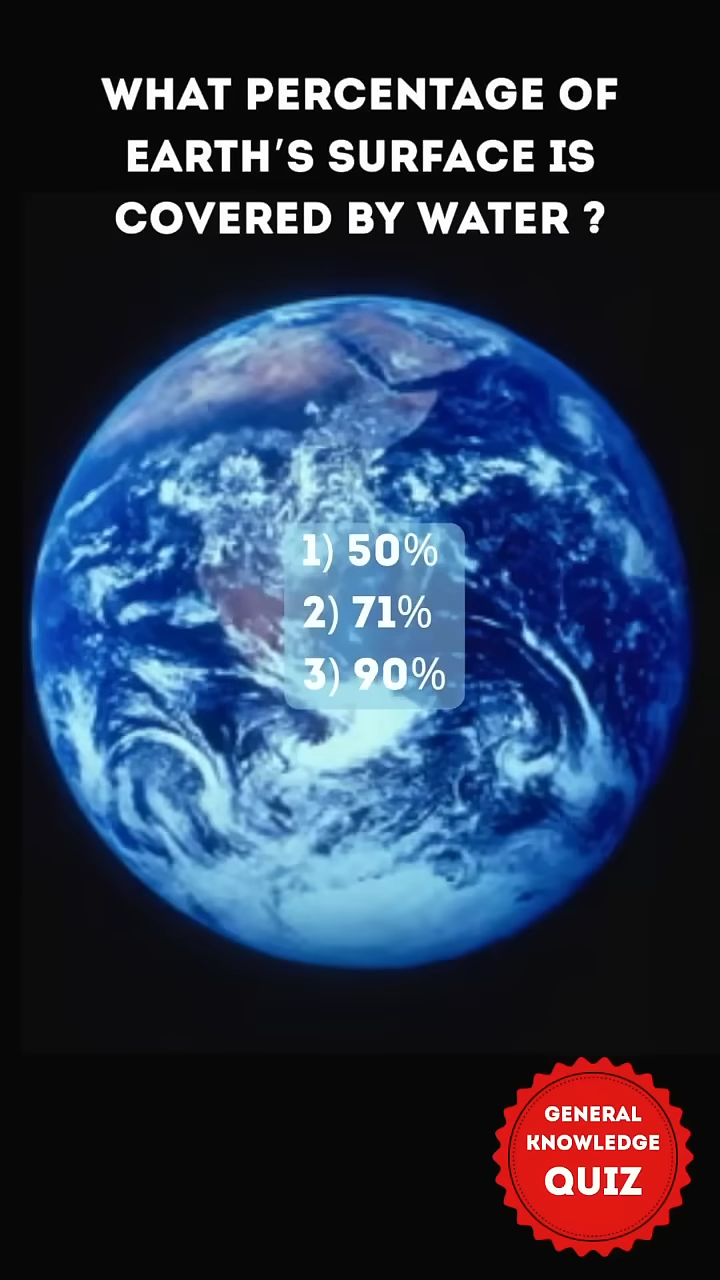 WHAT PERCENTAGE OF
EARTH’S SURFACE IS
COVERED BY WATER ?
1) 50%
2) 71%
3) 90%
GENERAL
KNOWLEDGE
QUIZ